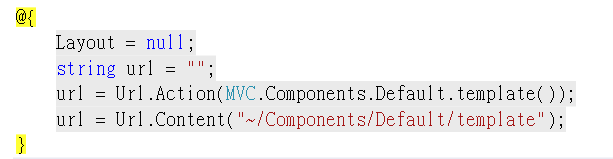 @{
Layout = null;
string url = "";
url = Url.Action(MVC.Components.Default.template());
url = Url.Content("~/Components/Default/template");
}